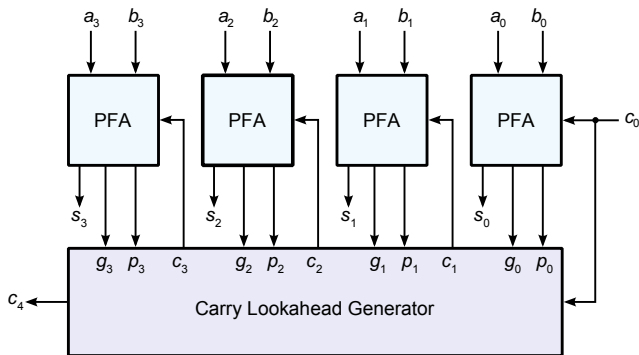 a₃ b₃ a₂ b₂ a₁ b₁ a₀ b₀
PFA PFA PFA PFA c₀
s₃ s₂ s₁ s₀
g₃ p₃ c₃ g₂ p₂ c₂ g₁ p₁ c₁ g₀ p₀
c₄ Carry Lookahead Generator